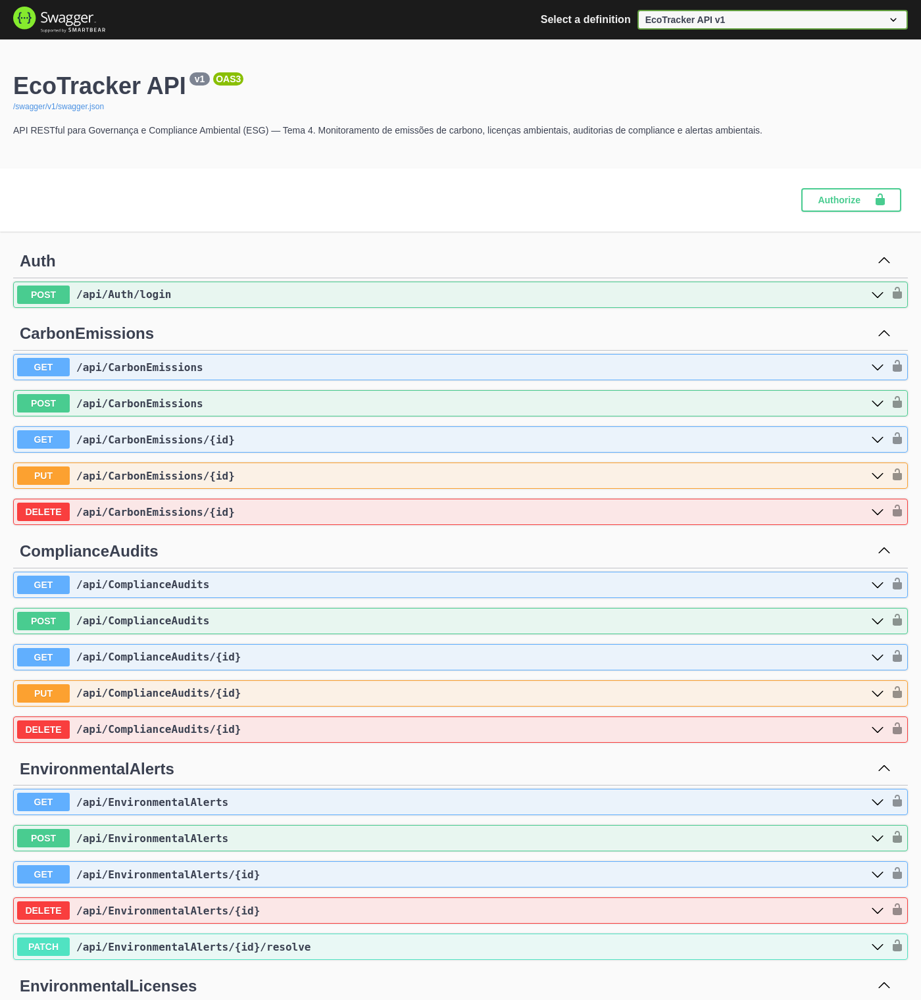 Swagger
Supported by SMARTBEAR
Select a definition
EcoTracker API v1
EcoTracker API v1 OAS3
/swagger/v1/swagger.json
API RESTful para Governança e Compliance Ambiental (ESG) — Tema 4. Monitoramento de emissões de carbono, licenças ambientais, auditorias de compliance e alertas ambientais.
Authorize
Auth
POST /api/Auth/login
CarbonEmissions
GET /api/CarbonEmissions
POST /api/CarbonEmissions
GET /api/CarbonEmissions/{id}
PUT /api/CarbonEmissions/{id}
DELETE /api/CarbonEmissions/{id}
ComplianceAudits
GET /api/ComplianceAudits
POST /api/ComplianceAudits
GET /api/ComplianceAudits/{id}
PUT /api/ComplianceAudits/{id}
DELETE /api/ComplianceAudits/{id}
EnvironmentalAlerts
GET /api/EnvironmentalAlerts
POST /api/EnvironmentalAlerts
GET /api/EnvironmentalAlerts/{id}
DELETE /api/EnvironmentalAlerts/{id}
PATCH /api/EnvironmentalAlerts/{id}/resolve
EnvironmentalLicenses